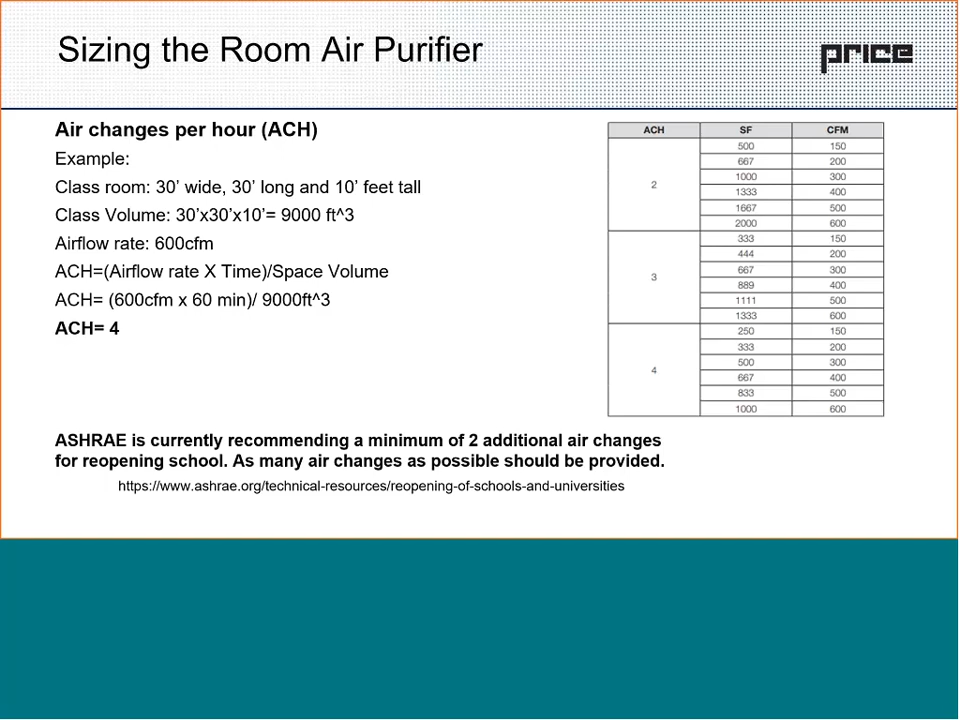 Sizing the Room Air Purifier
price
Air changes per hour (ACH)
Example:
Class room: 30’ wide, 30’ long and 10’ feet tall
Class Volume: 30’x30’x10’= 9000 ft^3
Airflow rate: 600cfm
ACH=(Airflow rate X Time)/Space Volume
ACH= (600cfm x 60 min)/ 9000ft^3
ACH= 4
ACH SF CFM
2
500 150
667 200
1000 300
1333 400
1667 500
2000 600
3
333 150
444 200
667 300
889 400
1111 500
1333 600
4
250 150
333 200
500 300
667 400
833 500
1000 600
ASHRAE is currently recommending a minimum of 2 additional air changes
for reopening school. As many air changes as possible should be provided.
https://www.ashrae.org/technical-resources/reopening-of-schools-and-universities